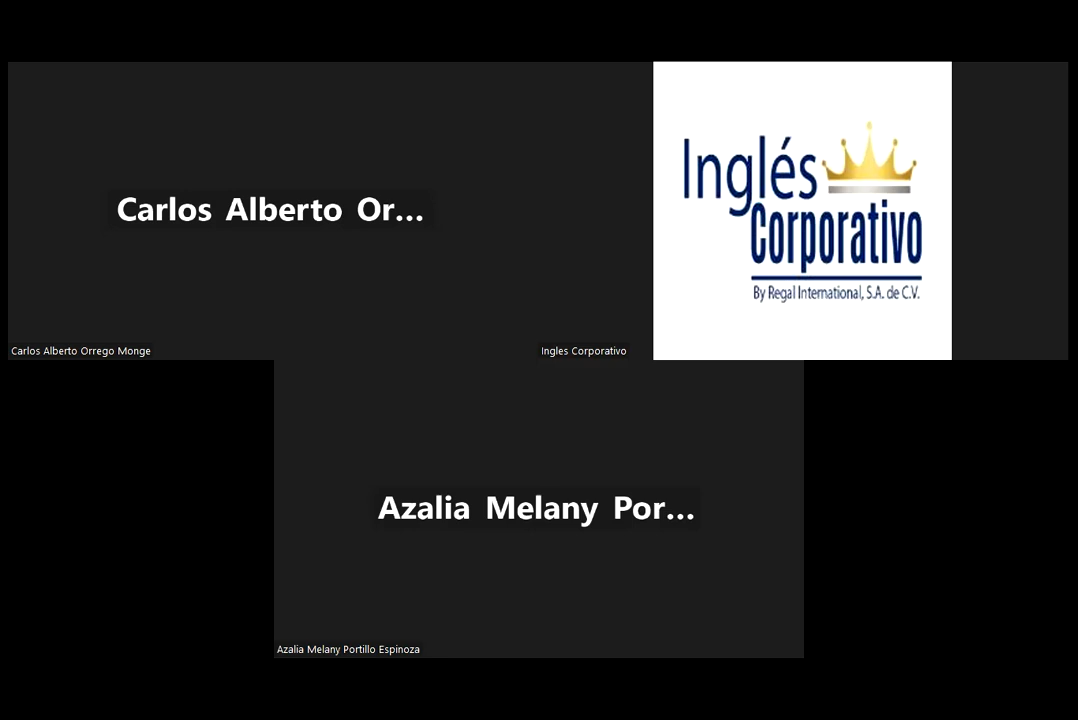 Carlos Alberto Or...
Carlos Alberto Orrego Monge
Inglés
Corporativo
By Regal International, S.A. de C.V.
Ingles Corporativo
Azalia Melany Por...
Azalia Melany Portillo Espinoza